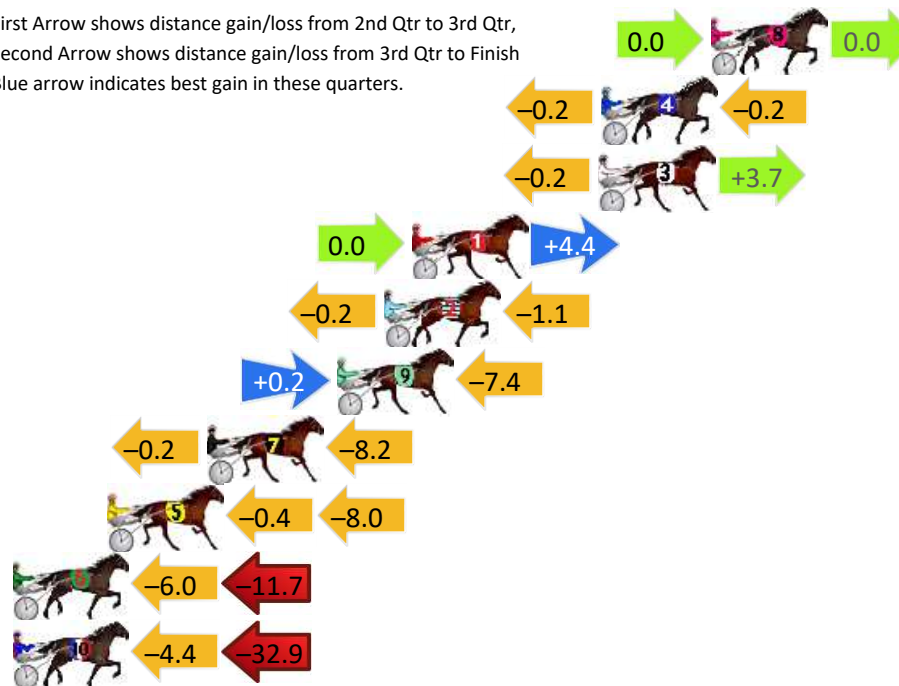 irst Arrow shows distance gain/loss from 2nd Qtr to 3rd Qtr,
econd Arrow shows distance gain/loss from 3rd Qtr to Finish
Blue arrow indicates best gain in these quarters.
0.0 8 0.0
–0.2 4 –0.2
–0.2 3 +3.7
0.0 1 +4.4
–0.2 2 –1.1
+0.2 9 –7.4
–0.2 7 –8.2
5 –0.4 –8.0
6 –6.0 –11.7
10 –4.4 –32.9